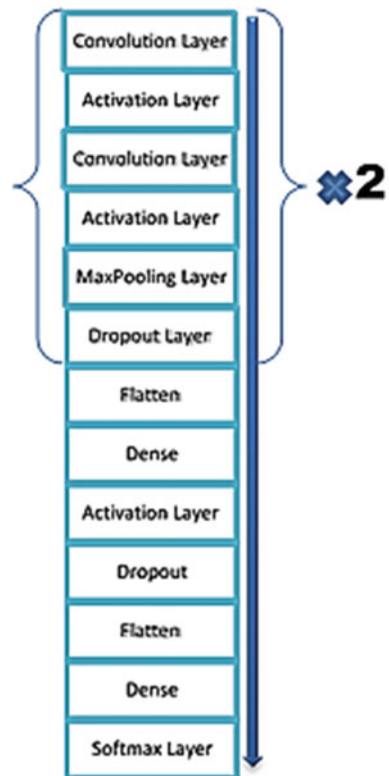 Convolution Layer
Activation Layer
Convolution Layer
Activation Layer
MaxPooling Layer
Dropout Layer
Flatten
Dense
Activation Layer
Dropout
Flatten
Dense
Softmax Layer
✖2